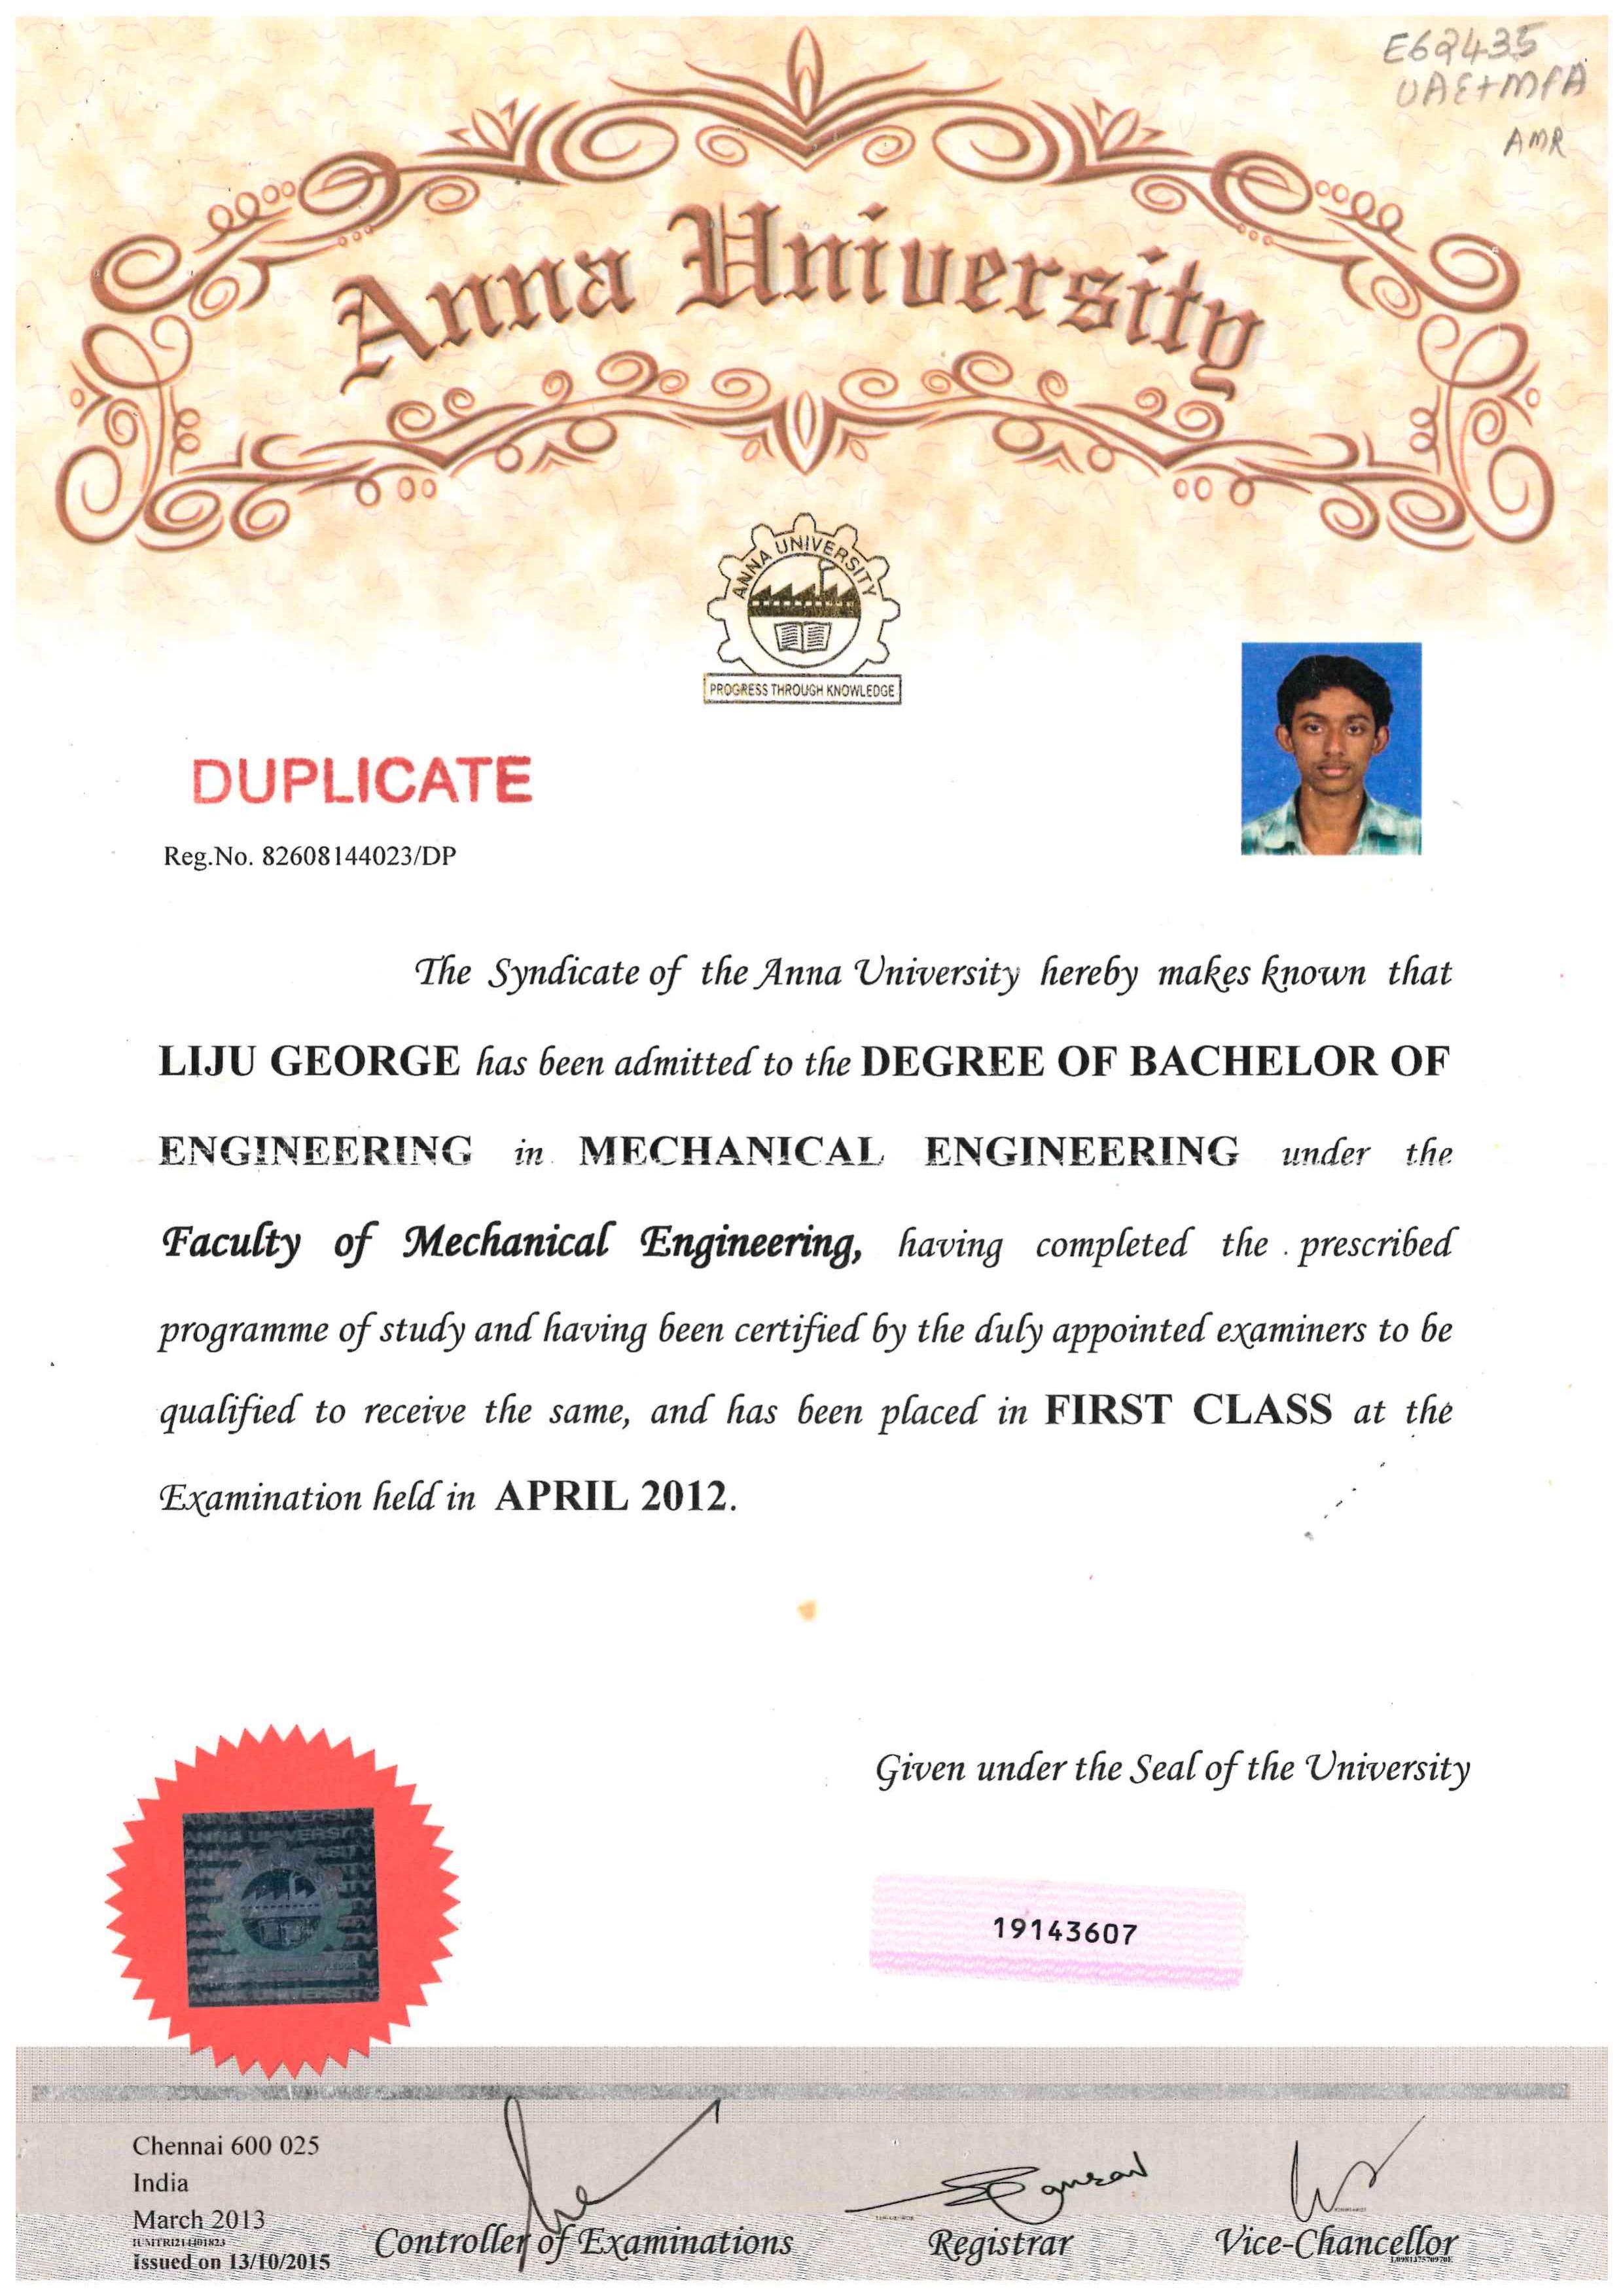 E62435
UAE+MFA
AMR
Anna University
ANNA UNIVERSITY
PROGRESS THROUGH KNOWLEDGE
DUPLICATE
Reg.No. 82608144023/DP
The Syndicate of the Anna University hereby makes known that
LIJU GEORGE has been admitted to the DEGREE OF BACHELOR OF
ENGINEERING in MECHANICAL ENGINEERING under the
Faculty of Mechanical Engineering, having completed the prescribed
programme of study and having been certified by the duly appointed examiners to be
qualified to receive the same, and has been placed in FIRST CLASS at the
Examination held in APRIL 2012.
Given under the Seal of the University
ANNA UNIVERSITY
19143607
Chennai 600 025
India
March 2013
issued on 13/10/2015
Controller of Examinations
Registrar
Vice-Chancellor